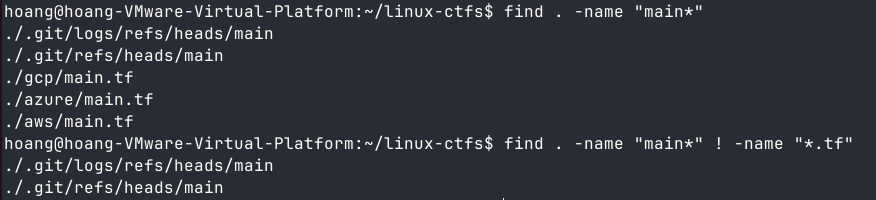 hoang@hoang-VMware-Virtual-Platform:~/linux-ctfs$ find . -name "main*"
./.git/logs/refs/heads/main
./.git/refs/heads/main
./gcp/main.tf
./azure/main.tf
./aws/main.tf
hoang@hoang-VMware-Virtual-Platform:~/linux-ctfs$ find . -name "main*" ! -name "*.tf"
./.git/logs/refs/heads/main
./.git/refs/heads/main